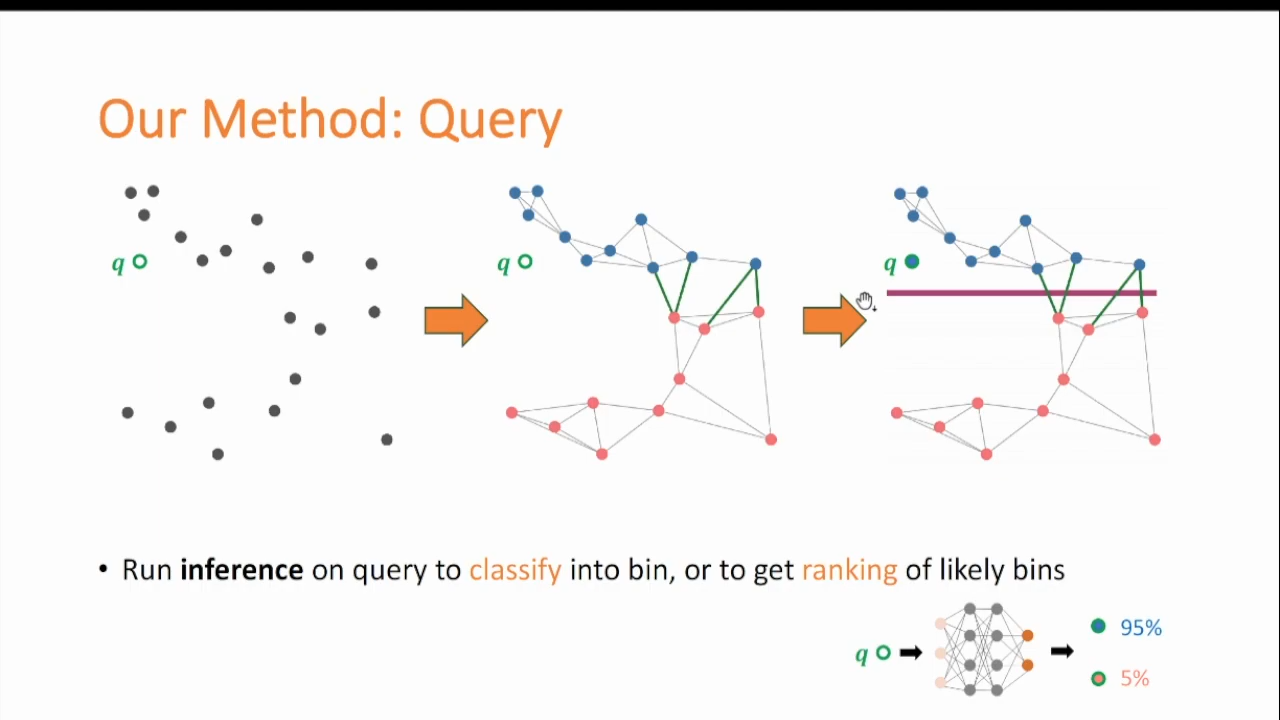 Our Method: Query
q
q
q
• Run inference on query to classify into bin, or to get ranking of likely bins
q
95%
5%